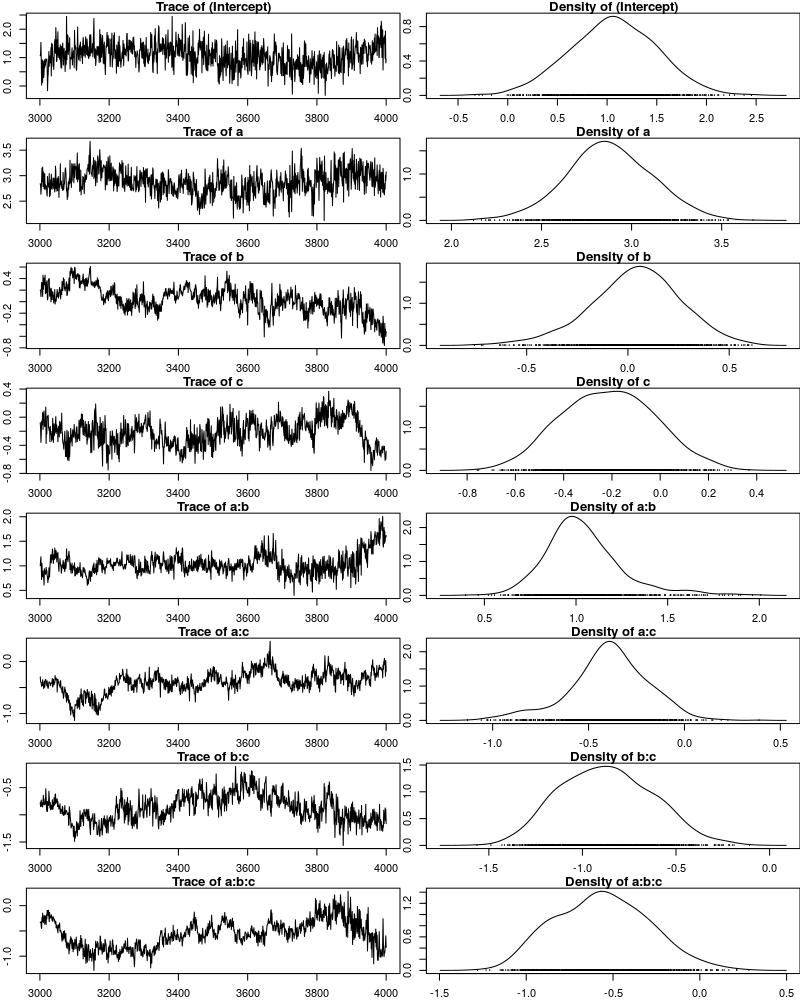 Trace of (Intercept) Density of (Intercept)
0.0 1.0 2.0
3000 3200 3400 3600 3800 4000
0.0 0.4 0.8
-0.5 0.0 0.5 1.0 1.5 2.0 2.5
Trace of a Density of a
2.5 3.0 3.5
3000 3200 3400 3600 3800 4000
0.0 1.0
2.0 2.5 3.0 3.5
Trace of b Density of b
-0.8 -0.2 0.4
3000 3200 3400 3600 3800 4000
0.0 1.0
-0.5 0.0 0.5
Trace of c Density of c
-0.8 -0.4 0.0 0.4
3000 3200 3400 3600 3800 4000
0.0 1.0
-0.8 -0.6 -0.4 -0.2 0.0 0.2 0.4
Trace of a:b Density of a:b
0.5 1.0 1.5 2.0
3000 3200 3400 3600 3800 4000
0.0 1.0 2.0
0.5 1.0 1.5 2.0
Trace of a:c Density of a:c
-1.0 0.0
3000 3200 3400 3600 3800 4000
0.0 1.0 2.0
-1.0 -0.5 0.0 0.5
Trace of b:c Density of b:c
-1.5 -0.5
3000 3200 3400 3600 3800 4000
0.0 0.5 1.0 1.5
-1.5 -1.0 -0.5 0.0
Trace of a:b:c Density of a:b:c
-1.0 0.0
3000 3200 3400 3600 3800 4000
0.0 0.6 1.2
-1.5 -1.0 -0.5 0.0 0.5